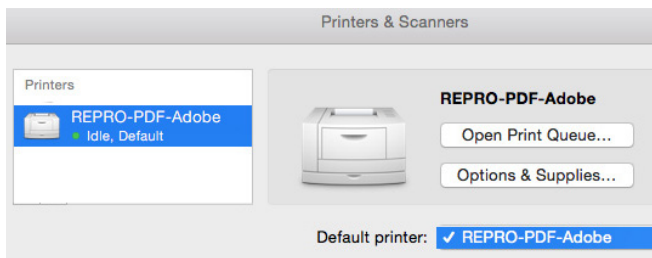 Printers & Scanners
Printers
REPRO-PDF-Adobe
Idle, Default
REPRO-PDF-Adobe
Open Print Queue...
Options & Supplies...
Default printer: ✓ REPRO-PDF-Adobe